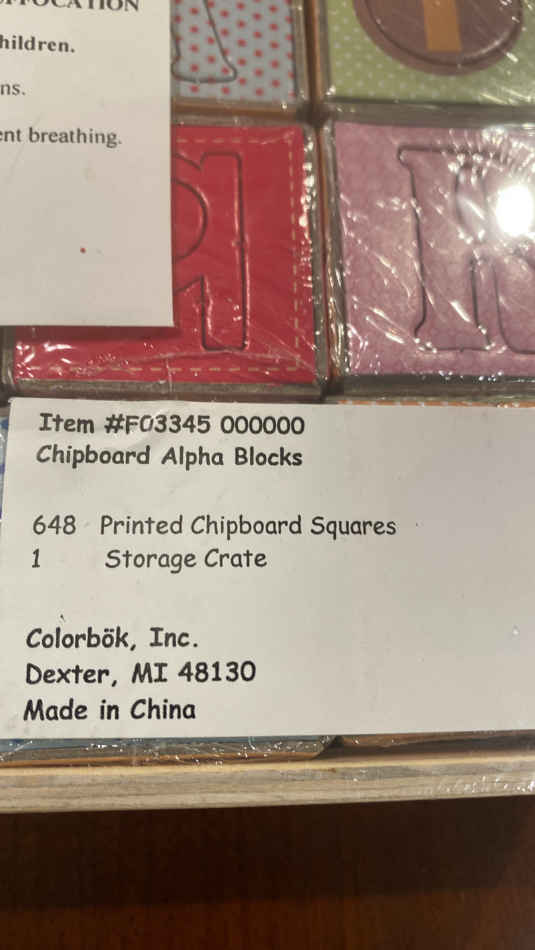 hildren.
ns.
nt breathing.
Item #F03345 000000
Chipboard Alpha Blocks
648 Printed Chipboard Squares
1 Storage Crate
Colorbök, Inc.
Dexter, MI 48130
Made in China